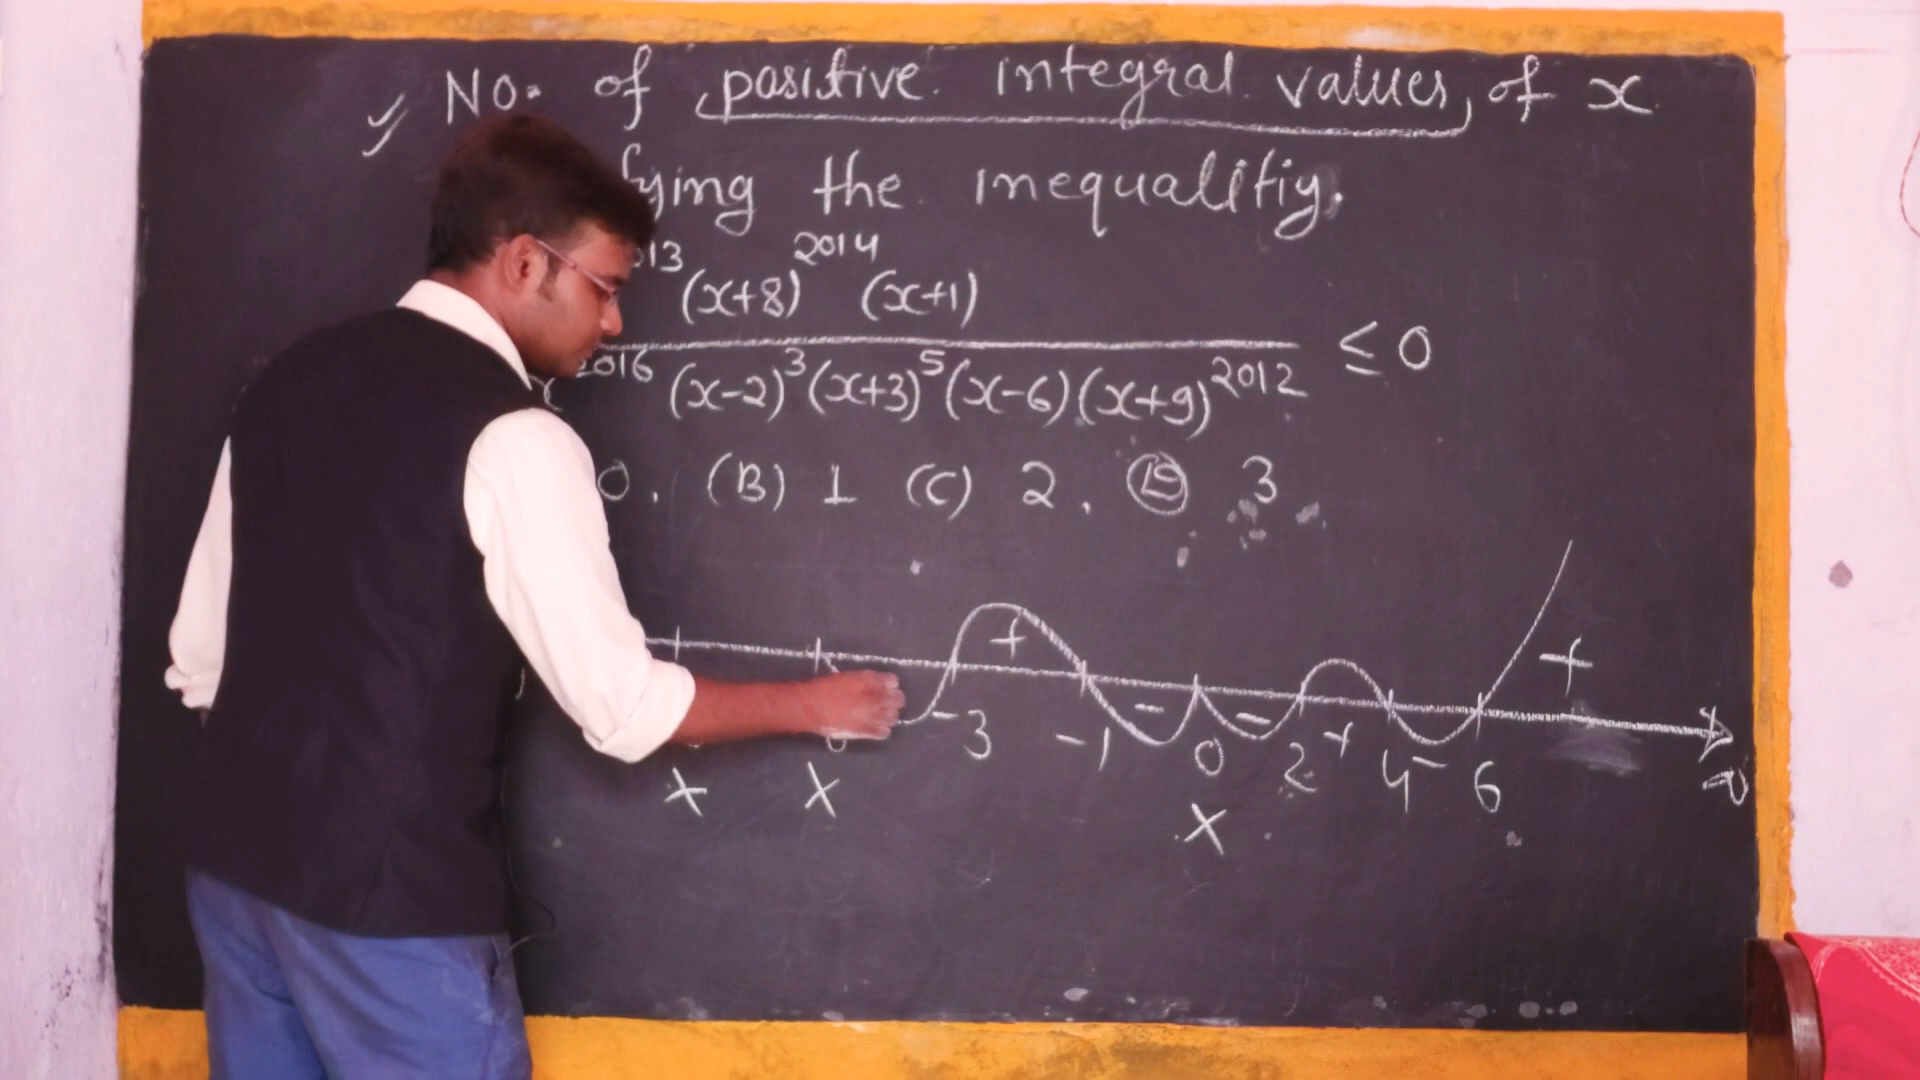 ✓ NO. of positive integral values, of x
fying the inequalitiy.
013 (x+8)^2014 (x+1)
x^2016 (x-2)^3 (x+3)^5 (x-6) (x+9)^2012 ≤ 0
0. (B) 1 (C) 2. (D) 3
+ +
- 3 - 1 - 0 - 2 + 4 - 6
x x x